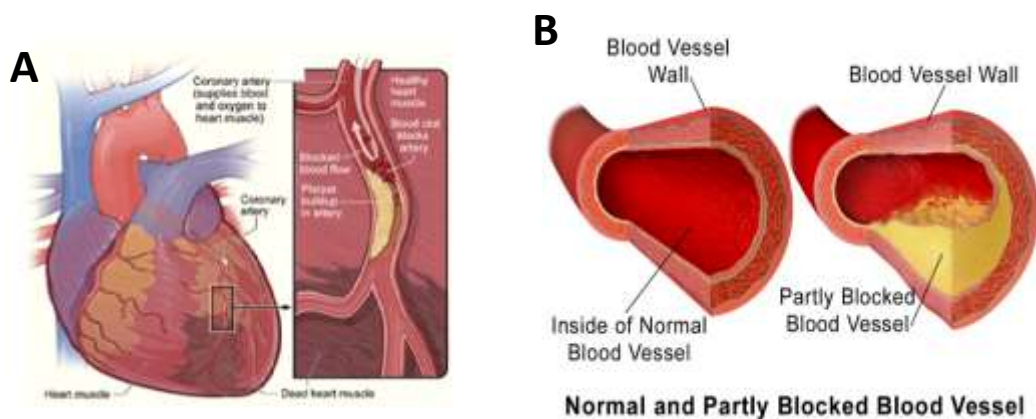 A
Coronary artery
(supplies blood
and oxygen to
heart muscle)
Healthy
heart
muscle
Blood clot
blocks
artery
Blocked
blood flow
Plaque
buildup
in artery
Coronary
artery
Heart muscle
Dead heart muscle
B
Blood Vessel
Wall
Blood Vessel Wall
Inside of Normal
Blood Vessel
Partly Blocked
Blood Vessel
Normal and Partly Blocked Blood Vessel